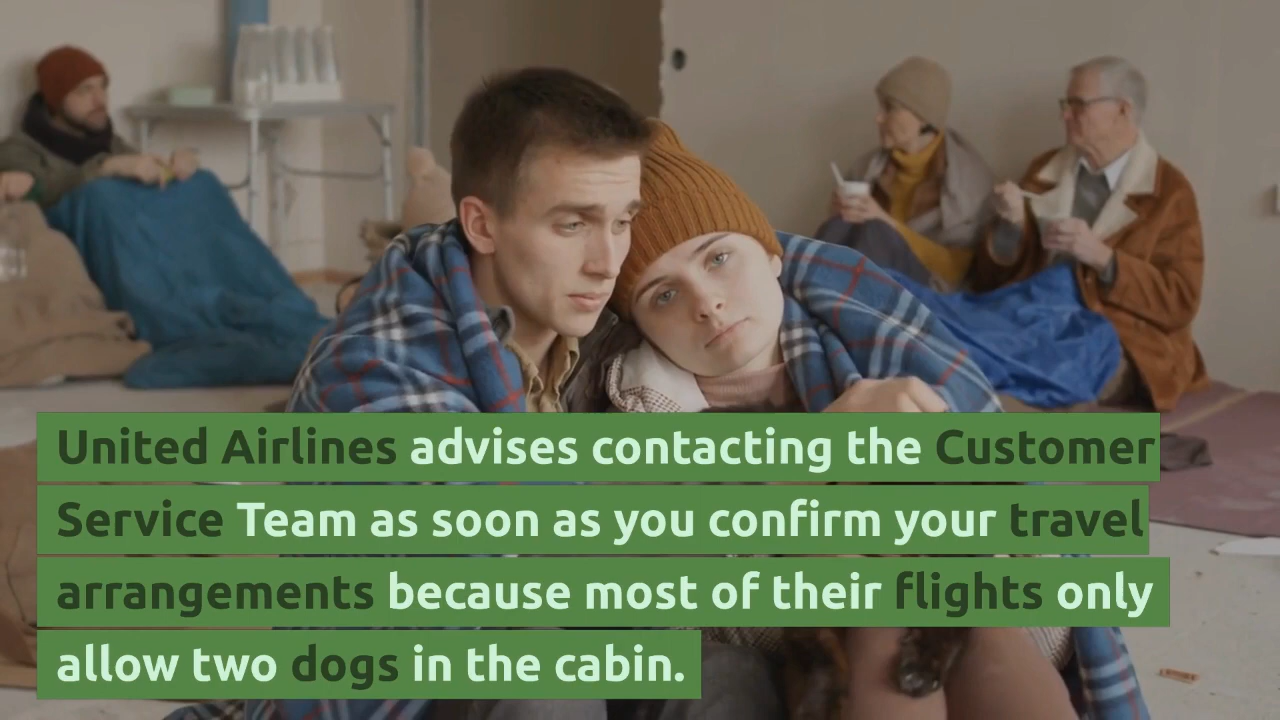 United Airlines advises contacting the Customer
Service Team as soon as you confirm your travel
arrangements because most of their flights only
allow two dogs in the cabin.